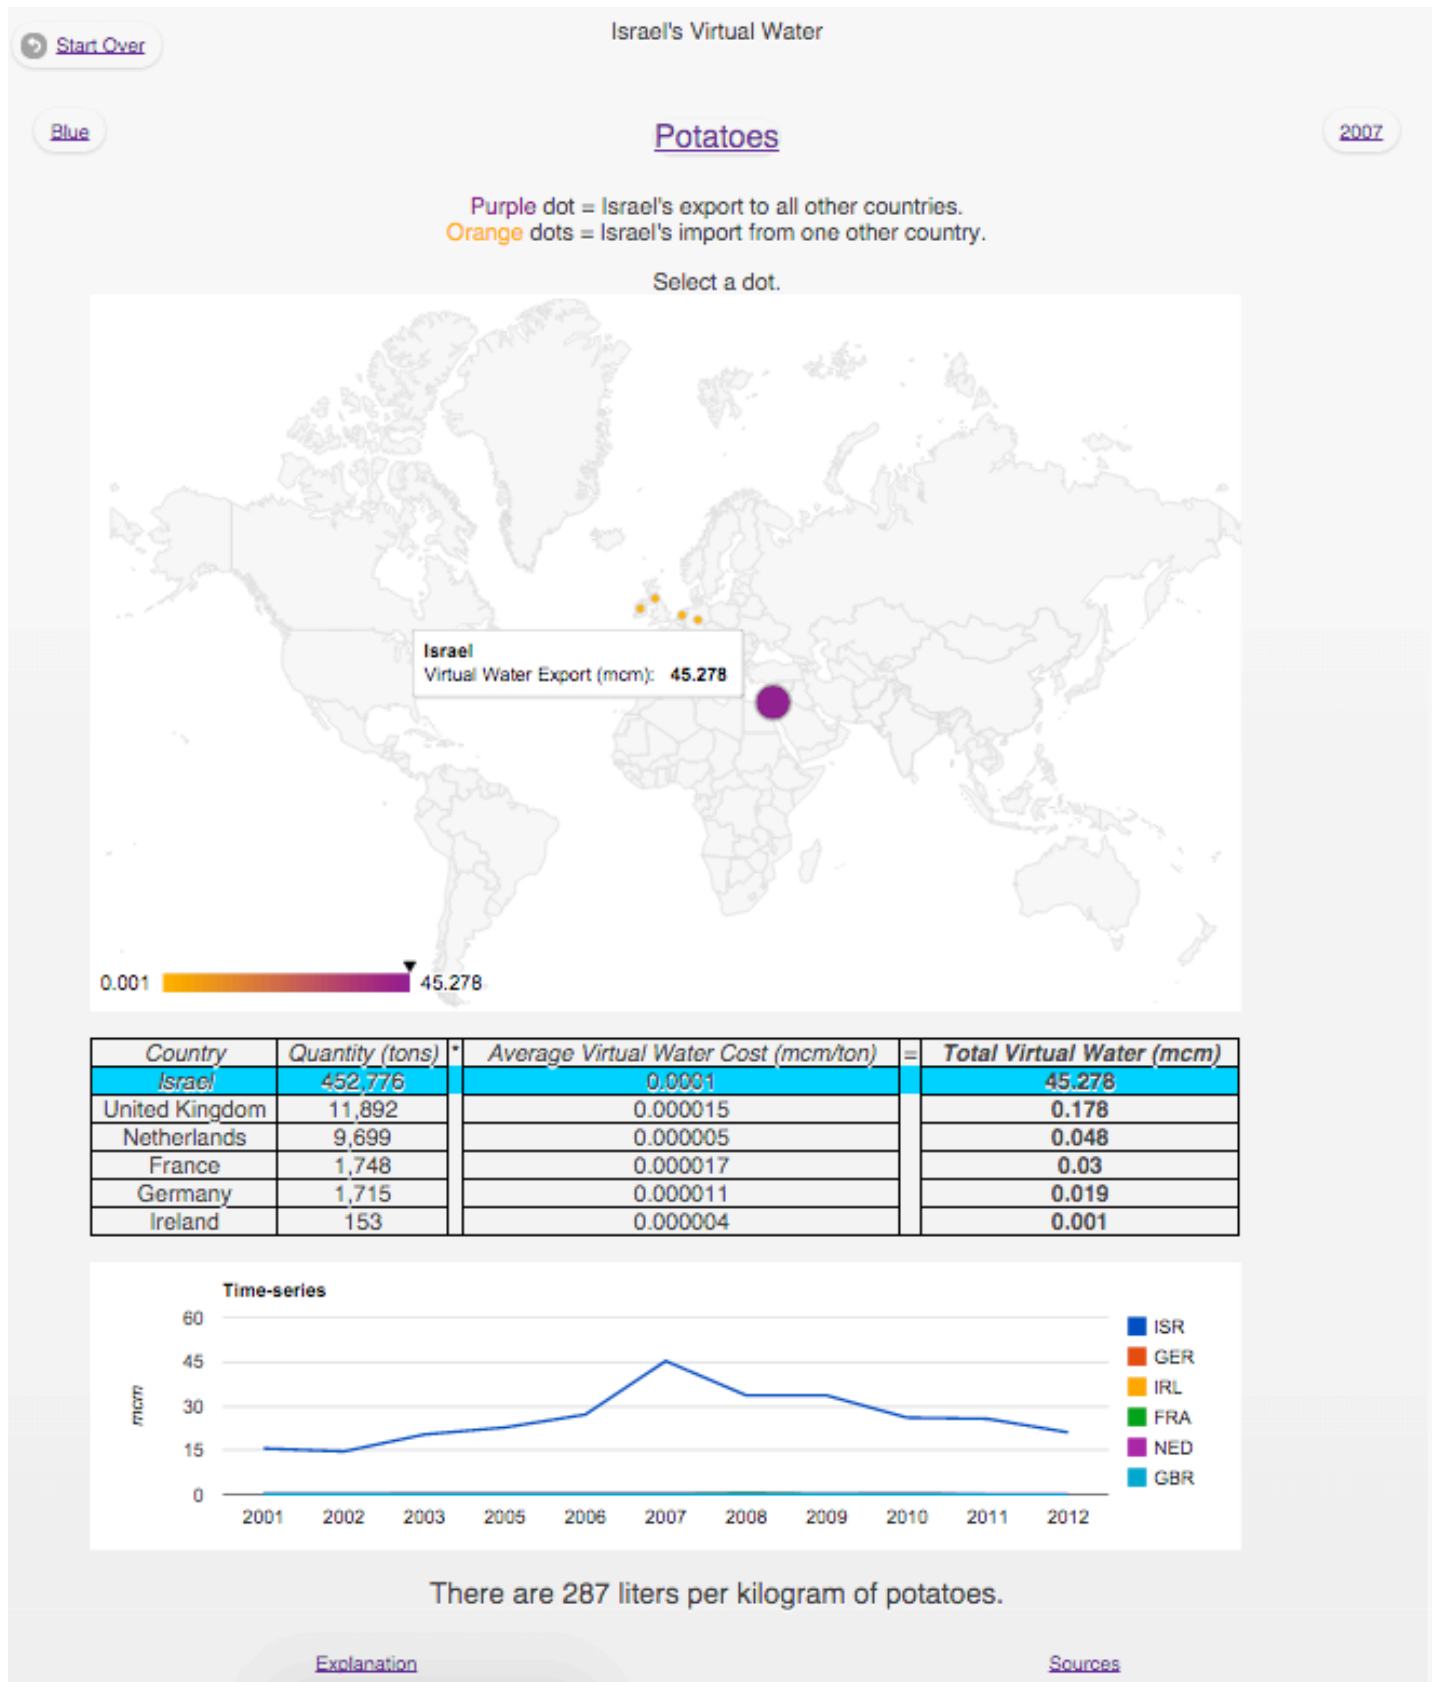 Israel's Virtual Water
Start Over
Blue
Potatoes
2007
Purple dot = Israel's export to all other countries.
Orange dots = Israel's import from one other country.
Select a dot.
Israel
Virtual Water Export (mcm): 45.278
0.001 45.278
Country Quantity (tons) * Average Virtual Water Cost (mcm/ton) = Total Virtual Water (mcm)
Israel 452,776 0.0001 45.278
United Kingdom 11,892 0.000015 0.178
Netherlands 9,699 0.000005 0.048
France 1,748 0.000017 0.03
Germany 1,715 0.000011 0.019
Ireland 153 0.000004 0.001
Time-series
60
45
30
15
0
mcm
2001 2002 2003 2005 2006 2007 2008 2009 2010 2011 2012
ISR
GER
IRL
FRA
NED
GBR
There are 287 liters per kilogram of potatoes.
Explanation Sources